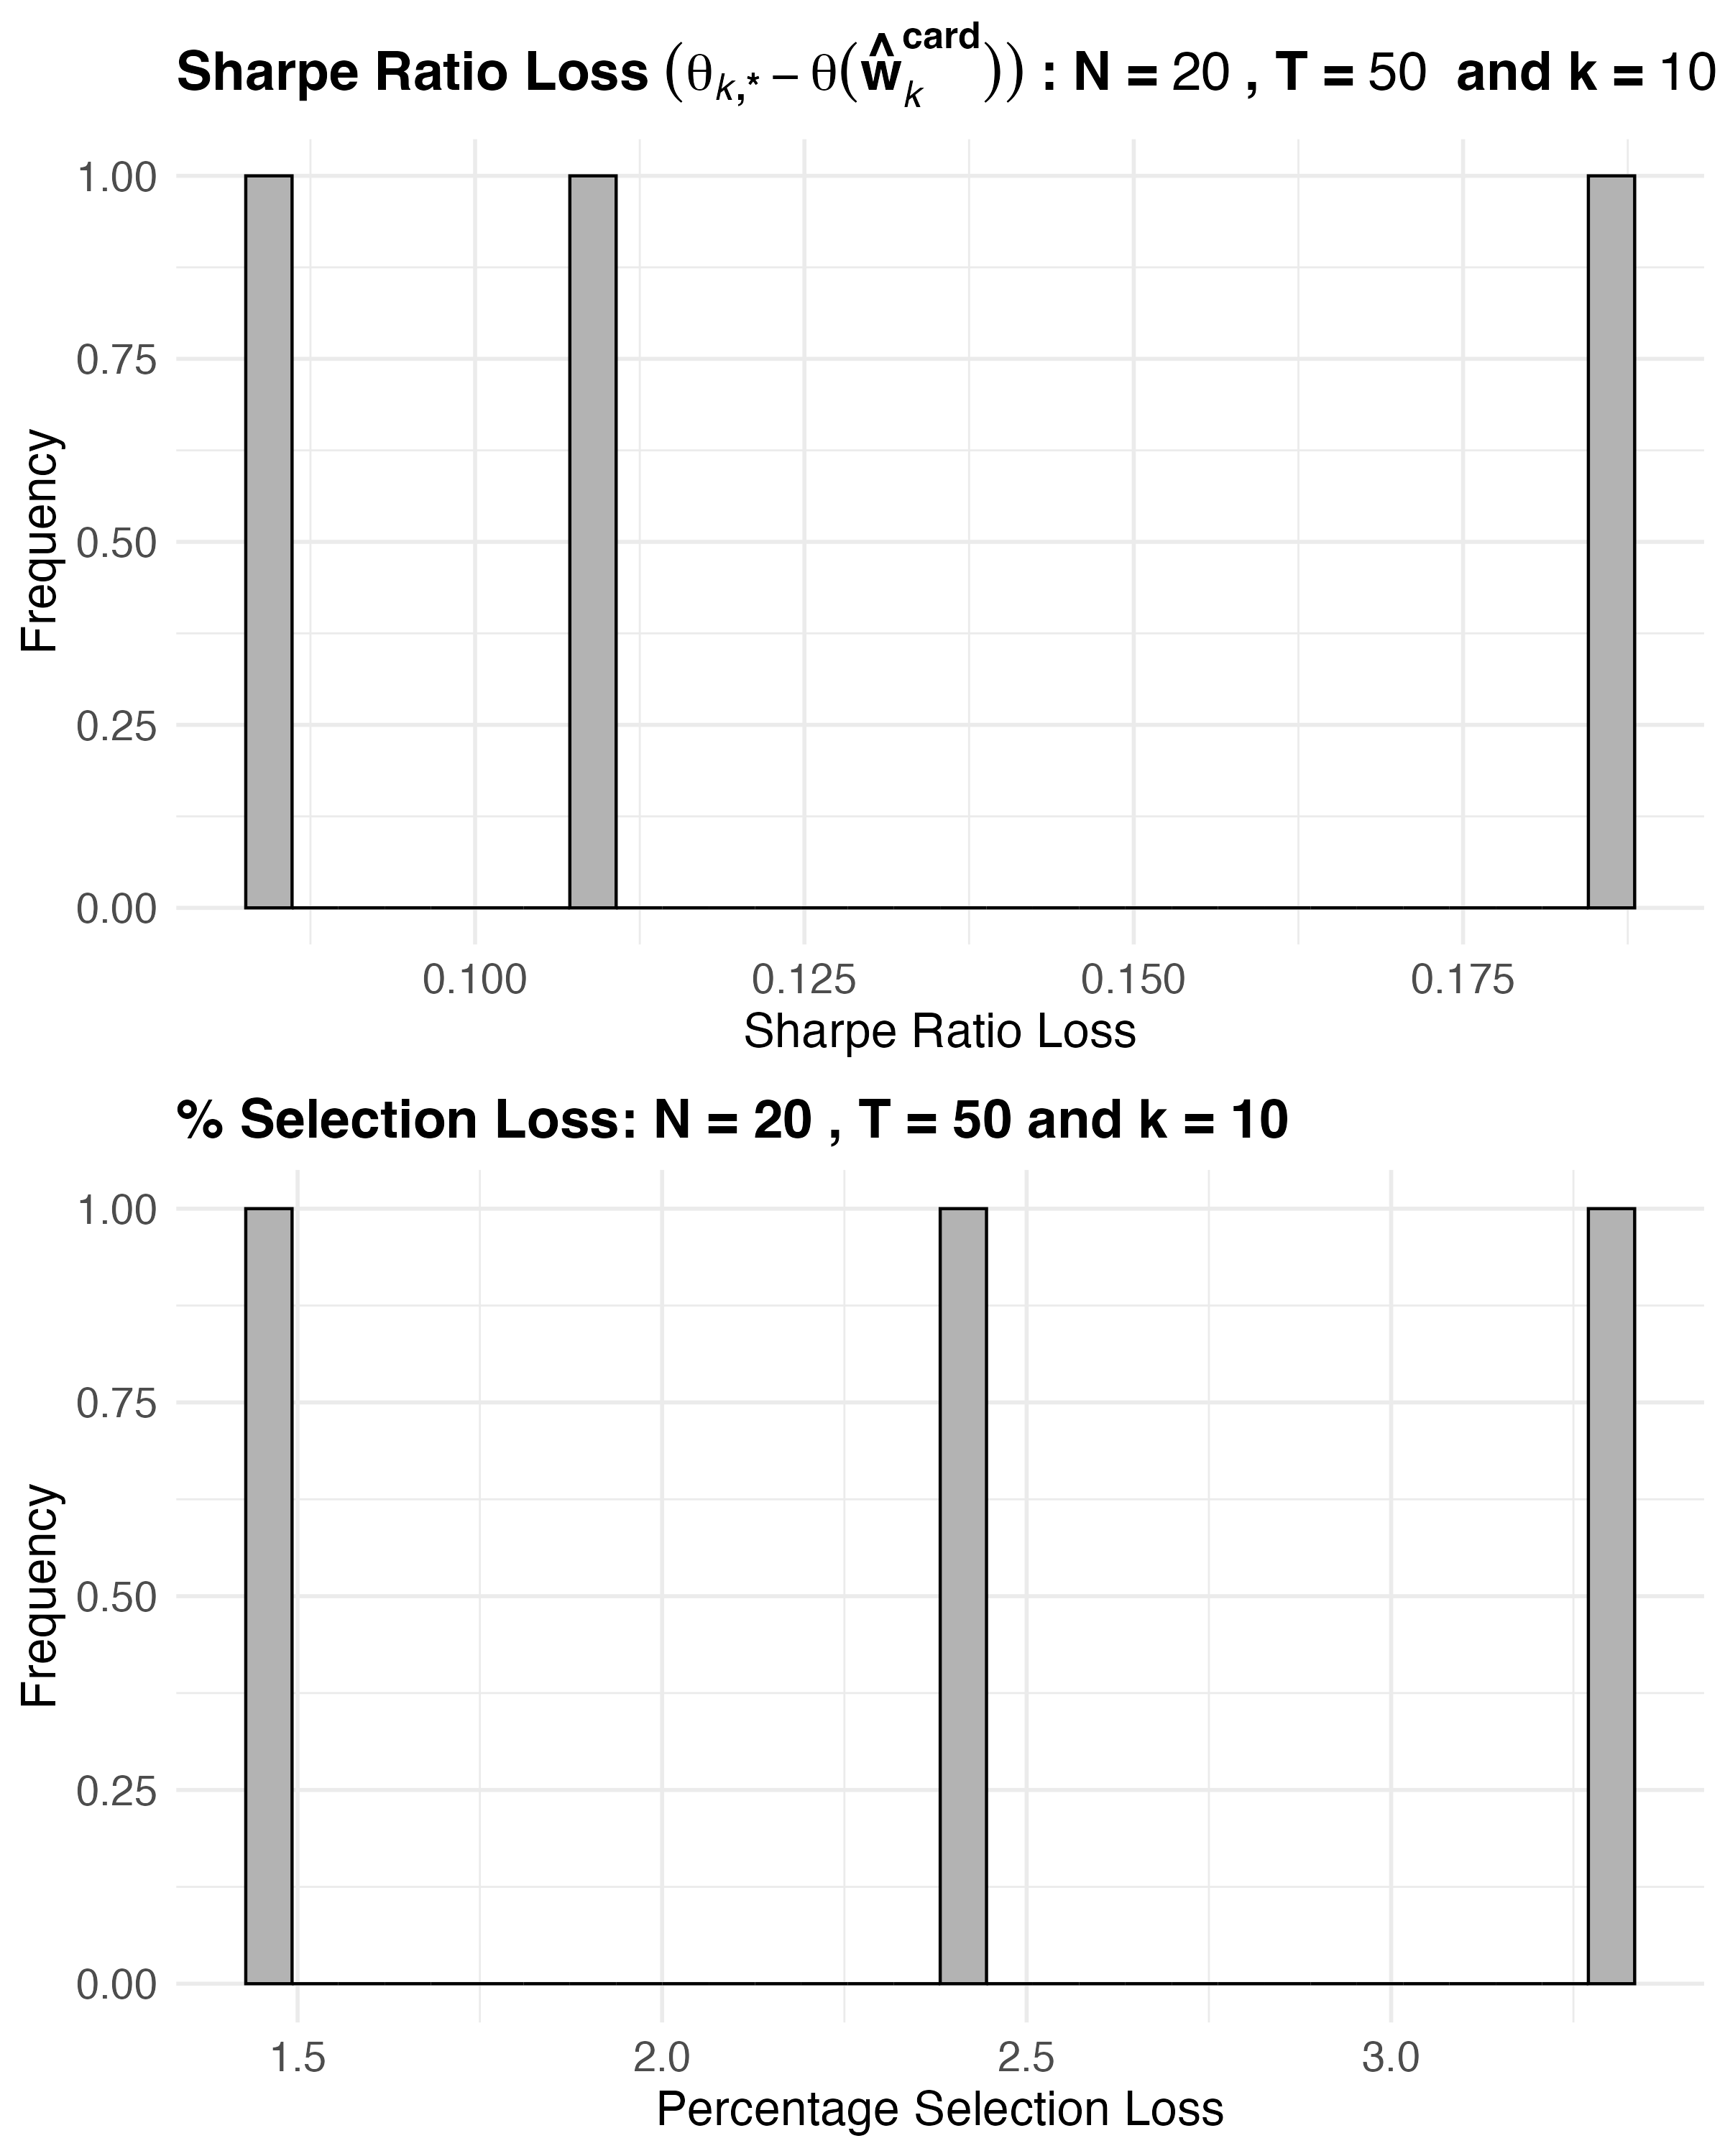 Sharpe Ratio Loss (θk,* – θ(ŵk^card)) : N = 20 , T = 50 and k = 10
1.00
0.75
0.50
0.25
0.00
Frequency
0.100 0.125 0.150 0.175
Sharpe Ratio Loss
% Selection Loss: N = 20 , T = 50 and k = 10
1.00
0.75
0.50
0.25
0.00
Frequency
1.5 2.0 2.5 3.0
Percentage Selection Loss